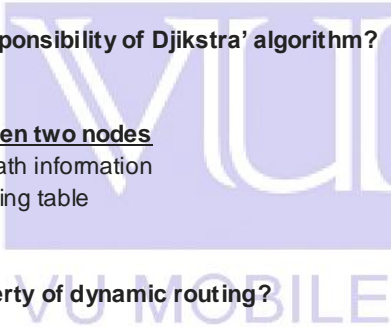 ponsibility of Djikstra' algorithm?
en two nodes
ath information
ing table
erty of dynamic routing?
VU MOBILE